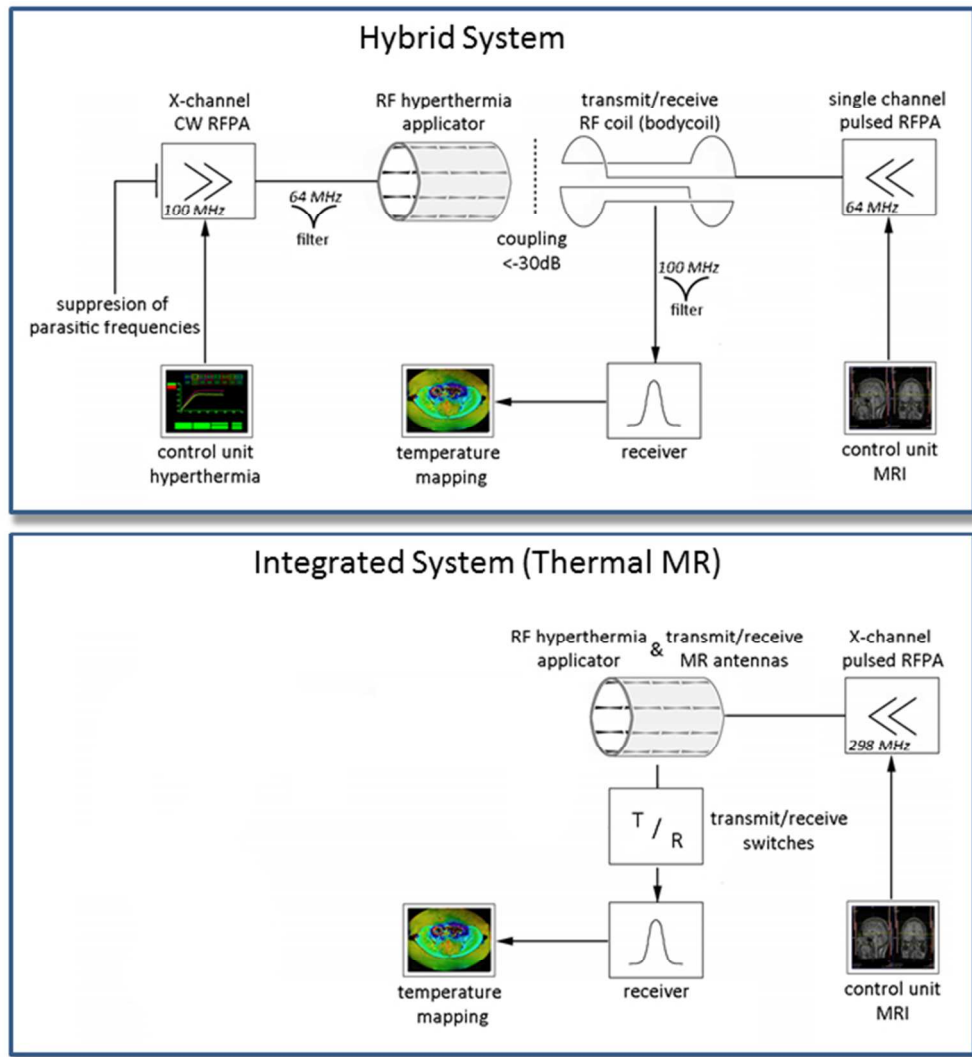 Hybrid System
X-channel
CW RFPA
RF hyperthermia
applicator
transmit/receive
RF coil (bodycoil)
single channel
pulsed RFPA
100 MHz
64 MHz
filter
coupling
<-30dB
64 MHz
100 MHz
filter
suppresion of
parasitic frequencies
control unit
hyperthermia
temperature
mapping
receiver
control unit
MRI
Integrated System (Thermal MR)
RF hyperthermia
applicator
&
transmit/receive
MR antennas
X-channel
pulsed RFPA
298 MHz
T / R
transmit/receive
switches
temperature
mapping
receiver
control unit
MRI